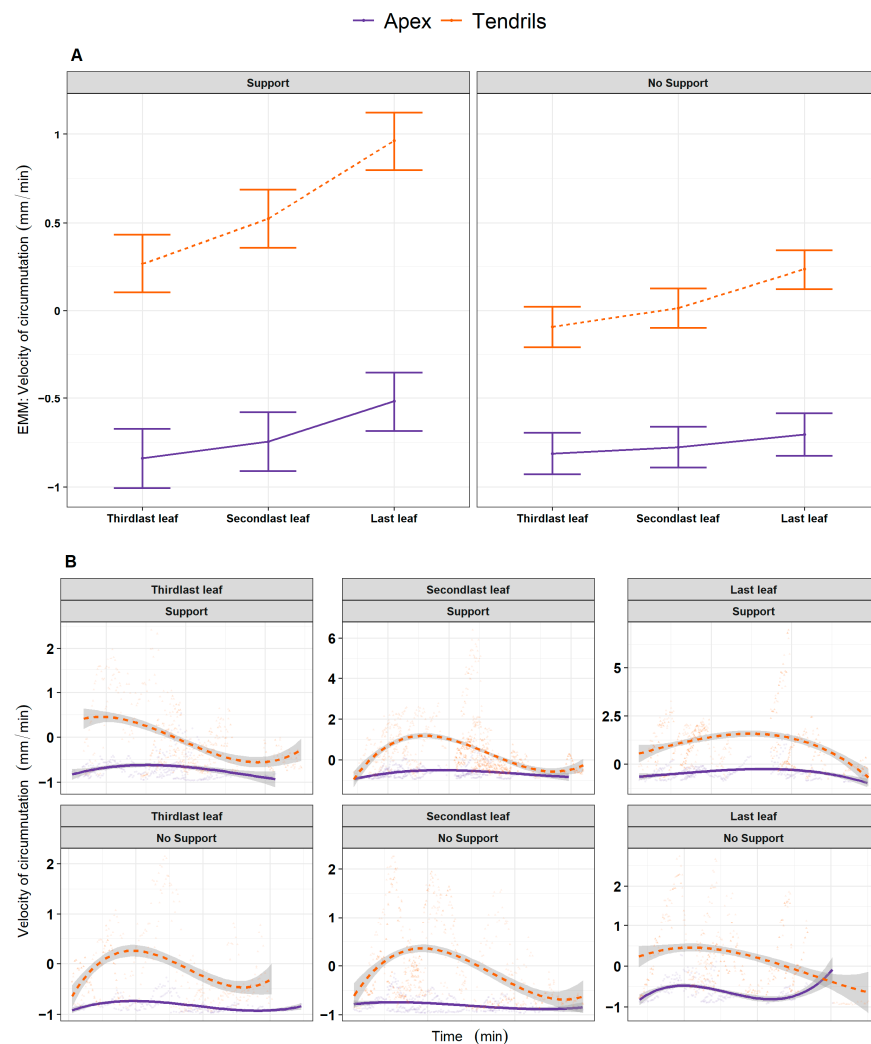 Apex Tendrils
A
Support No Support
EMM: Velocity of circumnutation (mm/min)
1
0.5
0
−0.5
−1
Thirdlast leaf Secondlast leaf Last leaf Thirdlast leaf Secondlast leaf Last leaf
B
Thirdlast leaf Secondlast leaf Last leaf
Support Support Support
2
1
0
−1
6
4
2
0
5
0
Velocity of circumnutation (mm/min)
Thirdlast leaf Secondlast leaf Last leaf
No Support No Support No Support
2
1
0
−1
2
1
0
−1
2
1
0
−1
Time (min)